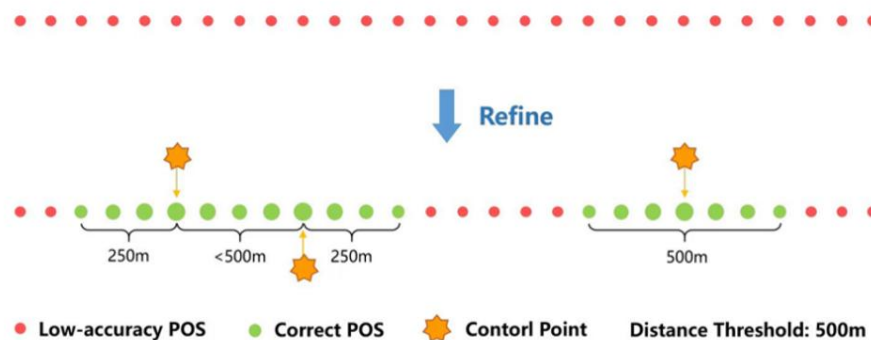 Refine
250m <500m 250m 500m
Low-accuracy POS Correct POS Contorl Point Distance Threshold: 500m